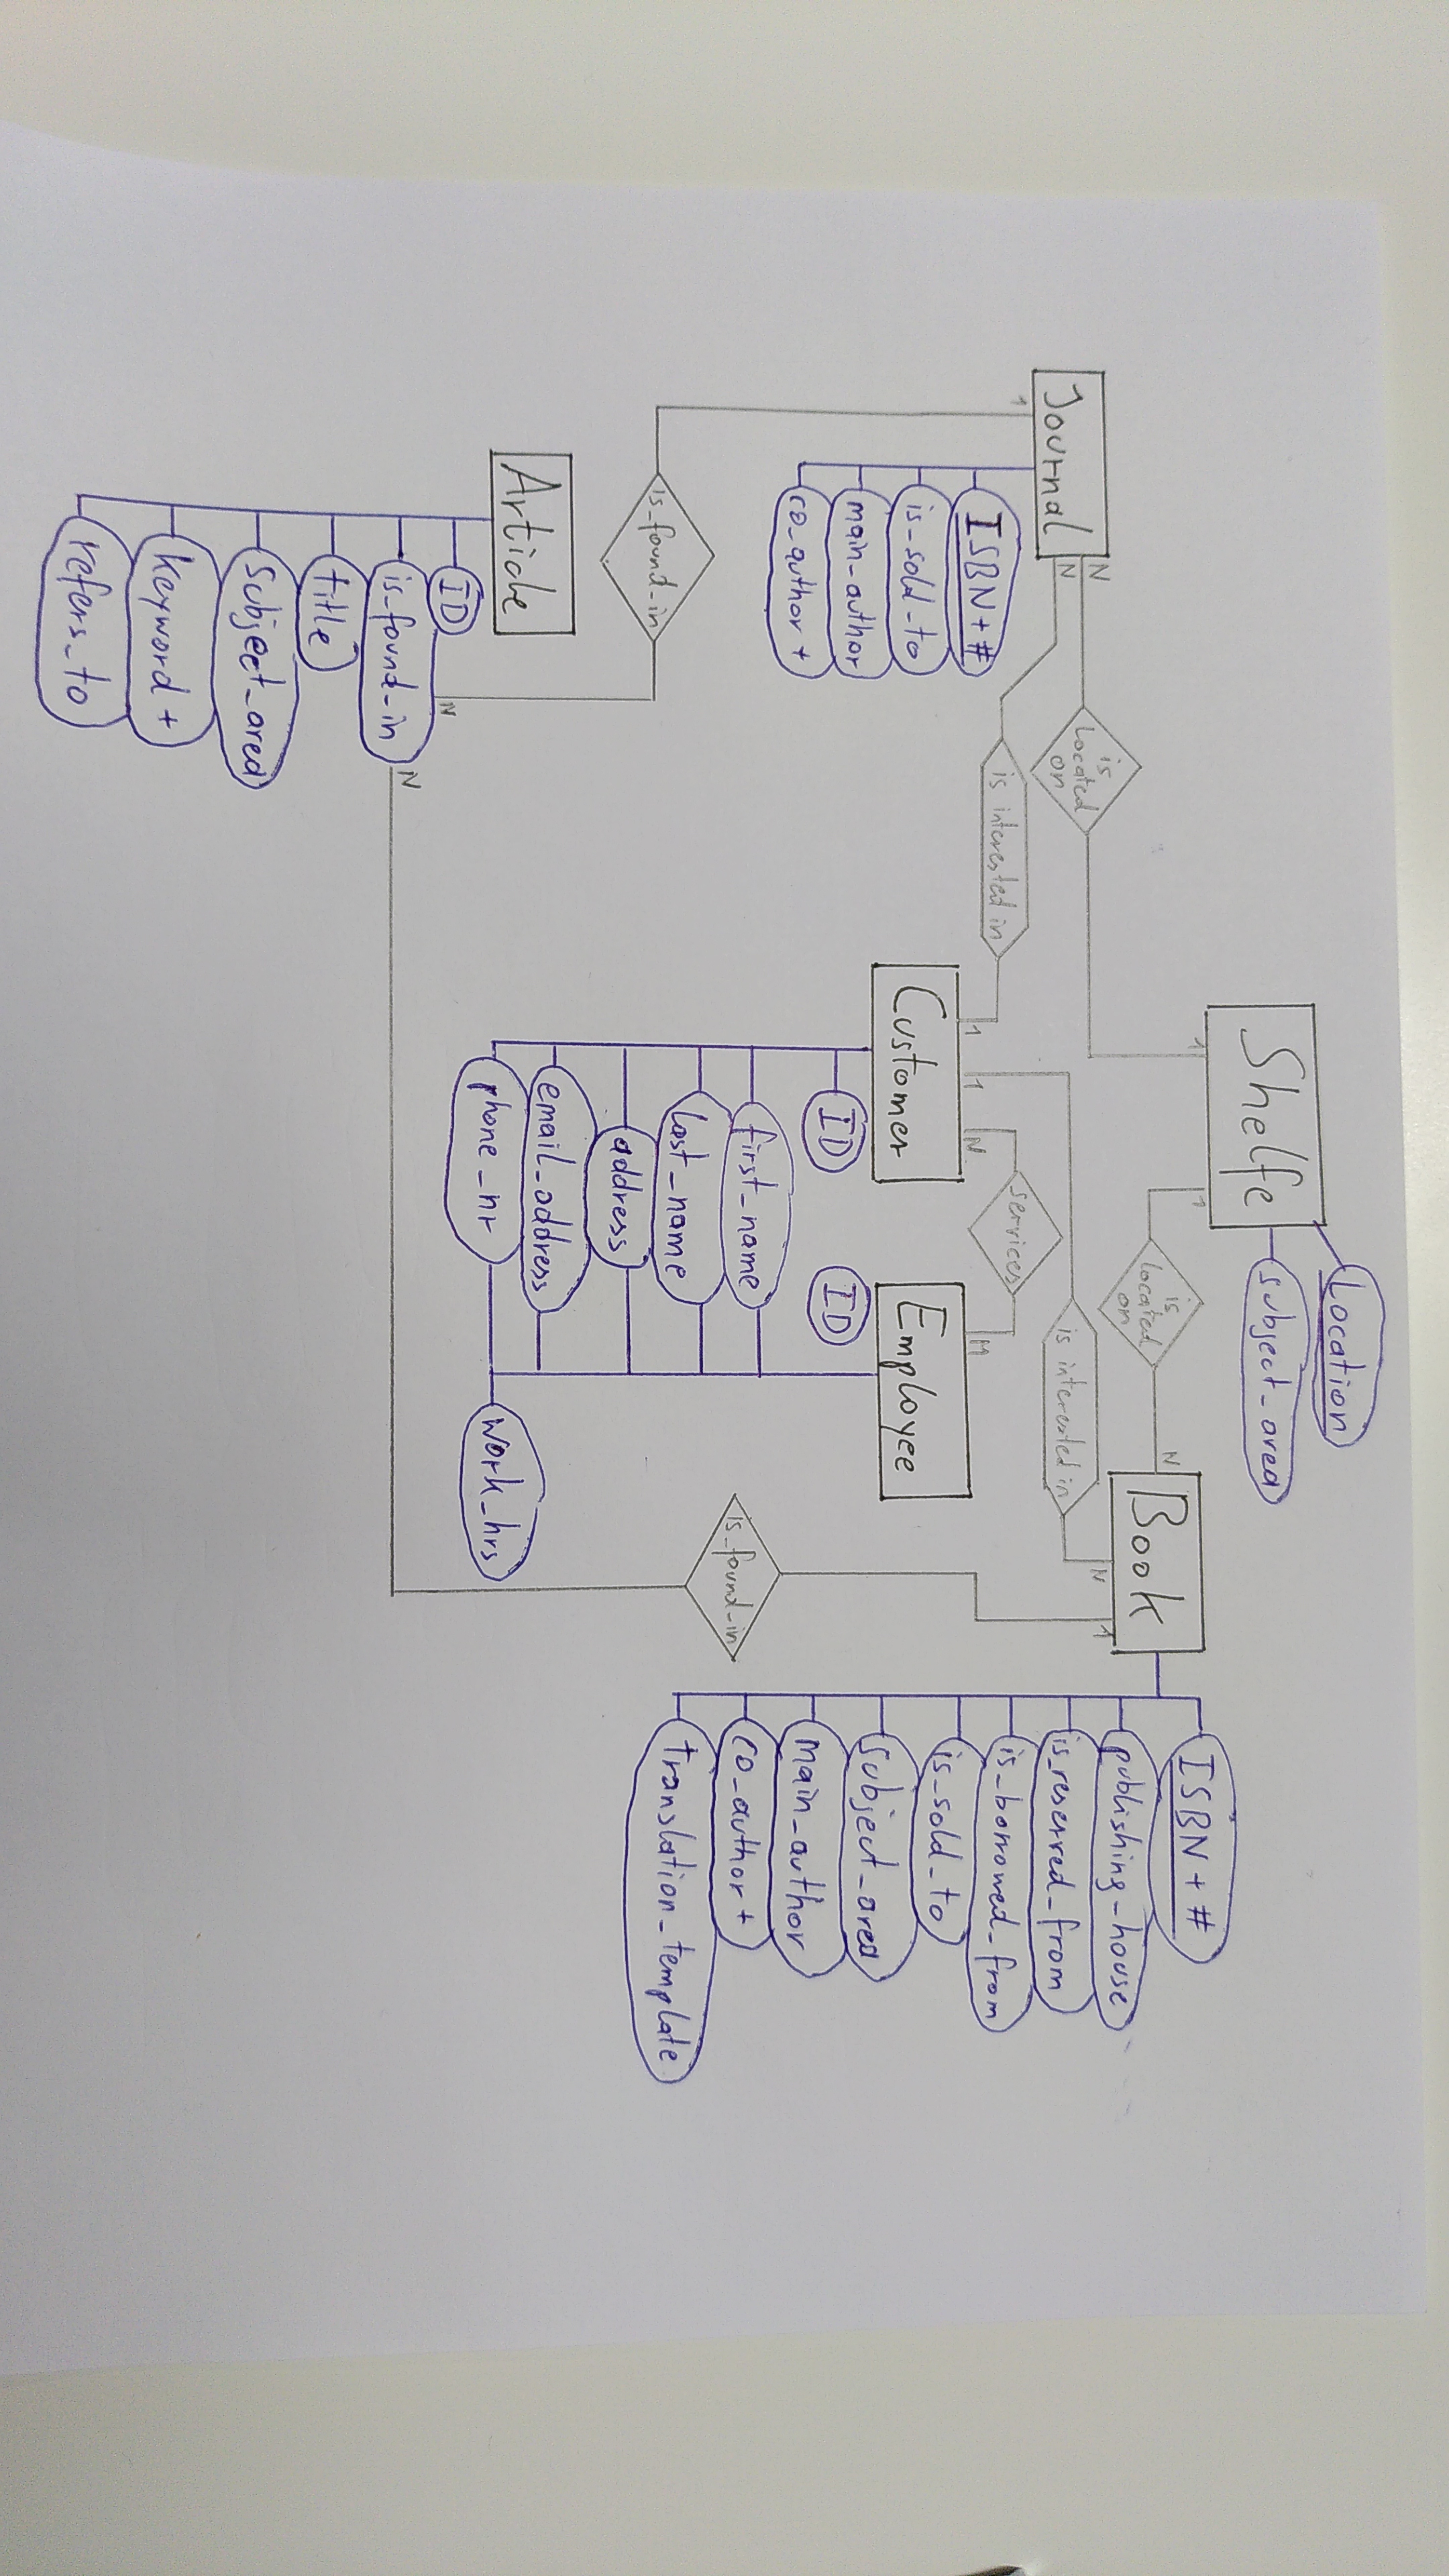 Location
Shelfe
subject_area
1
1
is
located
on
N
Book
ISBN + #
publishing_house
is_reserved_from
is_borrowed_from
is_sold_to
subject_area
main_author
co_author +
translation_template
N
1
Journal
N
N
is
Located
on
is interested in
1
is interested in
1
services
N
M
1
ISBN + #
is_sold_to
main_author
co_author +
Customer
Employee
ID
ID
first_name
last_name
address
email_address
phone_nr
work_hrs
is_found_in
is_found_in
N
N
Article
ID
is_found_in
title
subject_area
keyword +
refers_to